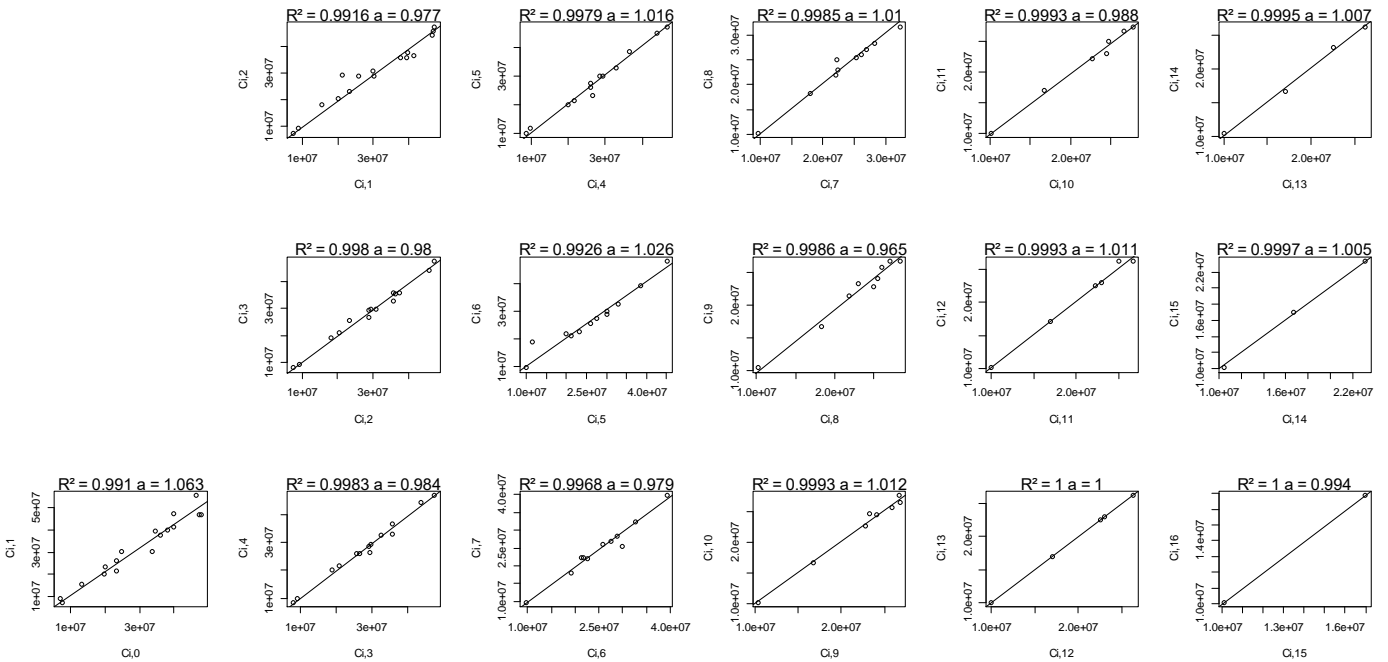 R² = 0.9916 a = 0.977
R² = 0.9979 a = 1.016
R² = 0.9985 a = 1.01
R² = 0.9993 a = 0.988
R² = 0.9995 a = 1.007
Ci,2
1e+07
3e+07
1e+07
3e+07
Ci,1
Ci,5
1e+07
3e+07
1e+07
3e+07
Ci,4
Ci,8
1.0e+07
2.0e+07
3.0e+07
1.0e+07
2.0e+07
3.0e+07
Ci,7
Ci,11
1.0e+07
2.0e+07
1.0e+07
2.0e+07
Ci,10
Ci,14
1.0e+07
2.0e+07
1.0e+07
2.0e+07
Ci,13
R² = 0.998 a = 0.98
R² = 0.9926 a = 1.026
R² = 0.9986 a = 0.965
R² = 0.9993 a = 1.011
R² = 0.9997 a = 1.005
Ci,3
1e+07
3e+07
1e+07
3e+07
Ci,2
Ci,6
1e+07
3e+07
1.0e+07
2.5e+07
4.0e+07
Ci,5
Ci,9
1.0e+07
2.0e+07
1.0e+07
2.0e+07
Ci,8
Ci,12
1.0e+07
2.0e+07
1.0e+07
2.0e+07
Ci,11
Ci,15
1.0e+07
1.6e+07
2.2e+07
1.0e+07
1.6e+07
2.2e+07
Ci,14
R² = 0.991 a = 1.063
R² = 0.9983 a = 0.984
R² = 0.9968 a = 0.979
R² = 0.9993 a = 1.012
R² = 1 a = 1
R² = 1 a = 0.994
Ci,1
1e+07
3e+07
5e+07
1e+07
3e+07
Ci,0
Ci,4
1e+07
3e+07
1e+07
3e+07
Ci,3
Ci,7
1.0e+07
2.5e+07
4.0e+07
1.0e+07
2.5e+07
4.0e+07
Ci,6
Ci,10
1.0e+07
2.0e+07
1.0e+07
2.0e+07
Ci,9
Ci,13
1.0e+07
2.0e+07
1.0e+07
2.0e+07
Ci,12
Ci,16
1.0e+07
1.4e+07
1.0e+07
1.3e+07
1.6e+07
Ci,15